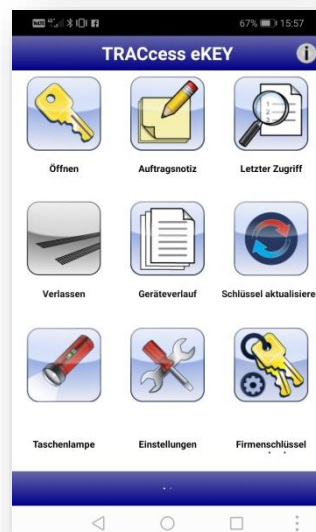 67% 15:57
TRACcess eKEY
Öffnen
Auftragsnotiz
Letzter Zugriff
Verlassen
Geräteverlauf
Schlüssel aktualisiere
Taschenlampe
Einstellungen
Firmenschlüssel